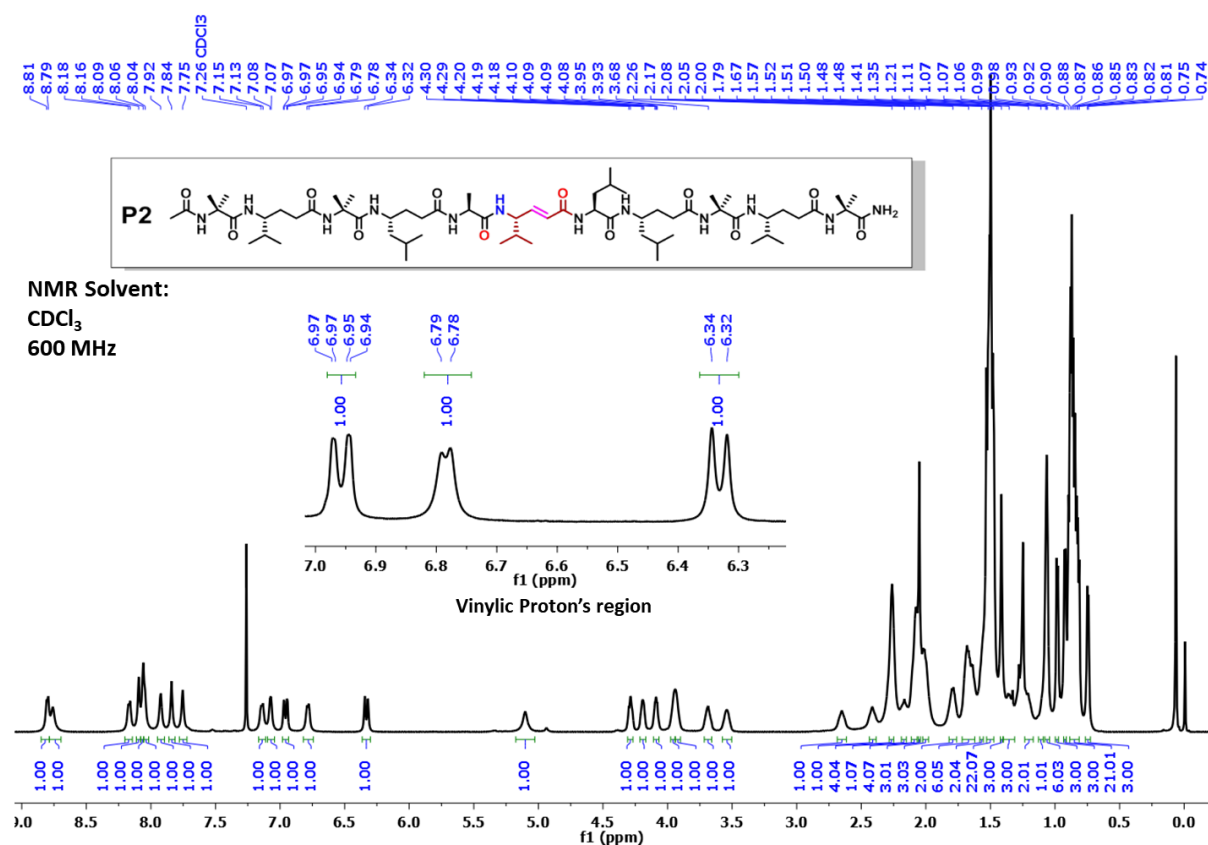 8.81 8.79 8.18 8.16 8.09 8.06 8.04 7.92 7.84 7.75 7.26 CDCl3 7.15 7.13 7.08 7.07 6.97 6.97 6.95 6.94 6.79 6.78 6.34 6.32 4.30 4.29 4.20 4.19 4.18 4.10 4.09 4.09 4.08 3.95 3.93 3.68 2.26 2.17 2.08 2.05 2.00 1.79 1.67 1.57 1.52 1.51 1.50 1.48 1.48 1.41 1.35 1.21 1.11 1.07 1.07 1.06 0.99 0.98 0.93 0.92 0.90 0.88 0.87 0.86 0.85 0.83 0.82 0.81 0.75 0.74
P2
O H N O H N O N H O H N O N H O H N O N H O H N O N H O H N O N H O NH2
NMR Solvent:
CDCl3
600 MHz
6.97 6.97 6.95 6.94 6.79 6.78 6.34 6.32
1.00 1.00 1.00
7.0 6.9 6.8 6.7 6.6 6.5 6.4 6.3
f1 (ppm)
Vinylic Proton's region
1.00 1.00 1.00 1.00 1.00 1.00 1.00 1.00 1.00 1.00 1.00 1.00 1.00 1.00 1.00 1.00 1.00 1.00 1.00 1.00 1.00 1.00 1.00 4.04 1.07 4.07 3.01 3.03 2.00 6.05 2.04 22.07 3.00 3.00 2.01 1.01 6.03 3.00 3.00 21.01 3.00
9.0 8.5 8.0 7.5 7.0 6.5 6.0 5.5 5.0 4.5 4.0 3.5 3.0 2.5 2.0 1.5 1.0 0.5 0.0
f1 (ppm)